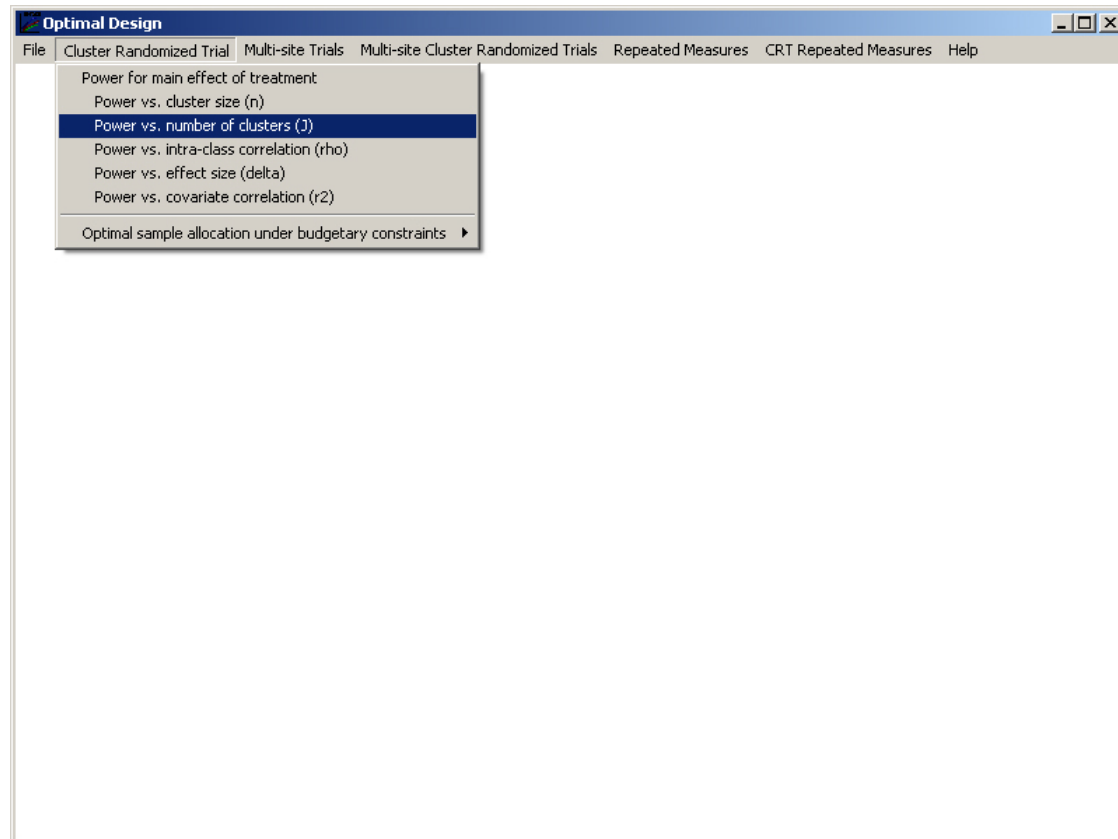 Optimal Design
File Cluster Randomized Trial Multi-site Trials Multi-site Cluster Randomized Trials Repeated Measures CRT Repeated Measures Help
Power for main effect of treatment
Power vs. cluster size (n)
Power vs. number of clusters (J)
Power vs. intra-class correlation (rho)
Power vs. effect size (delta)
Power vs. covariate correlation (r2)
Optimal sample allocation under budgetary constraints